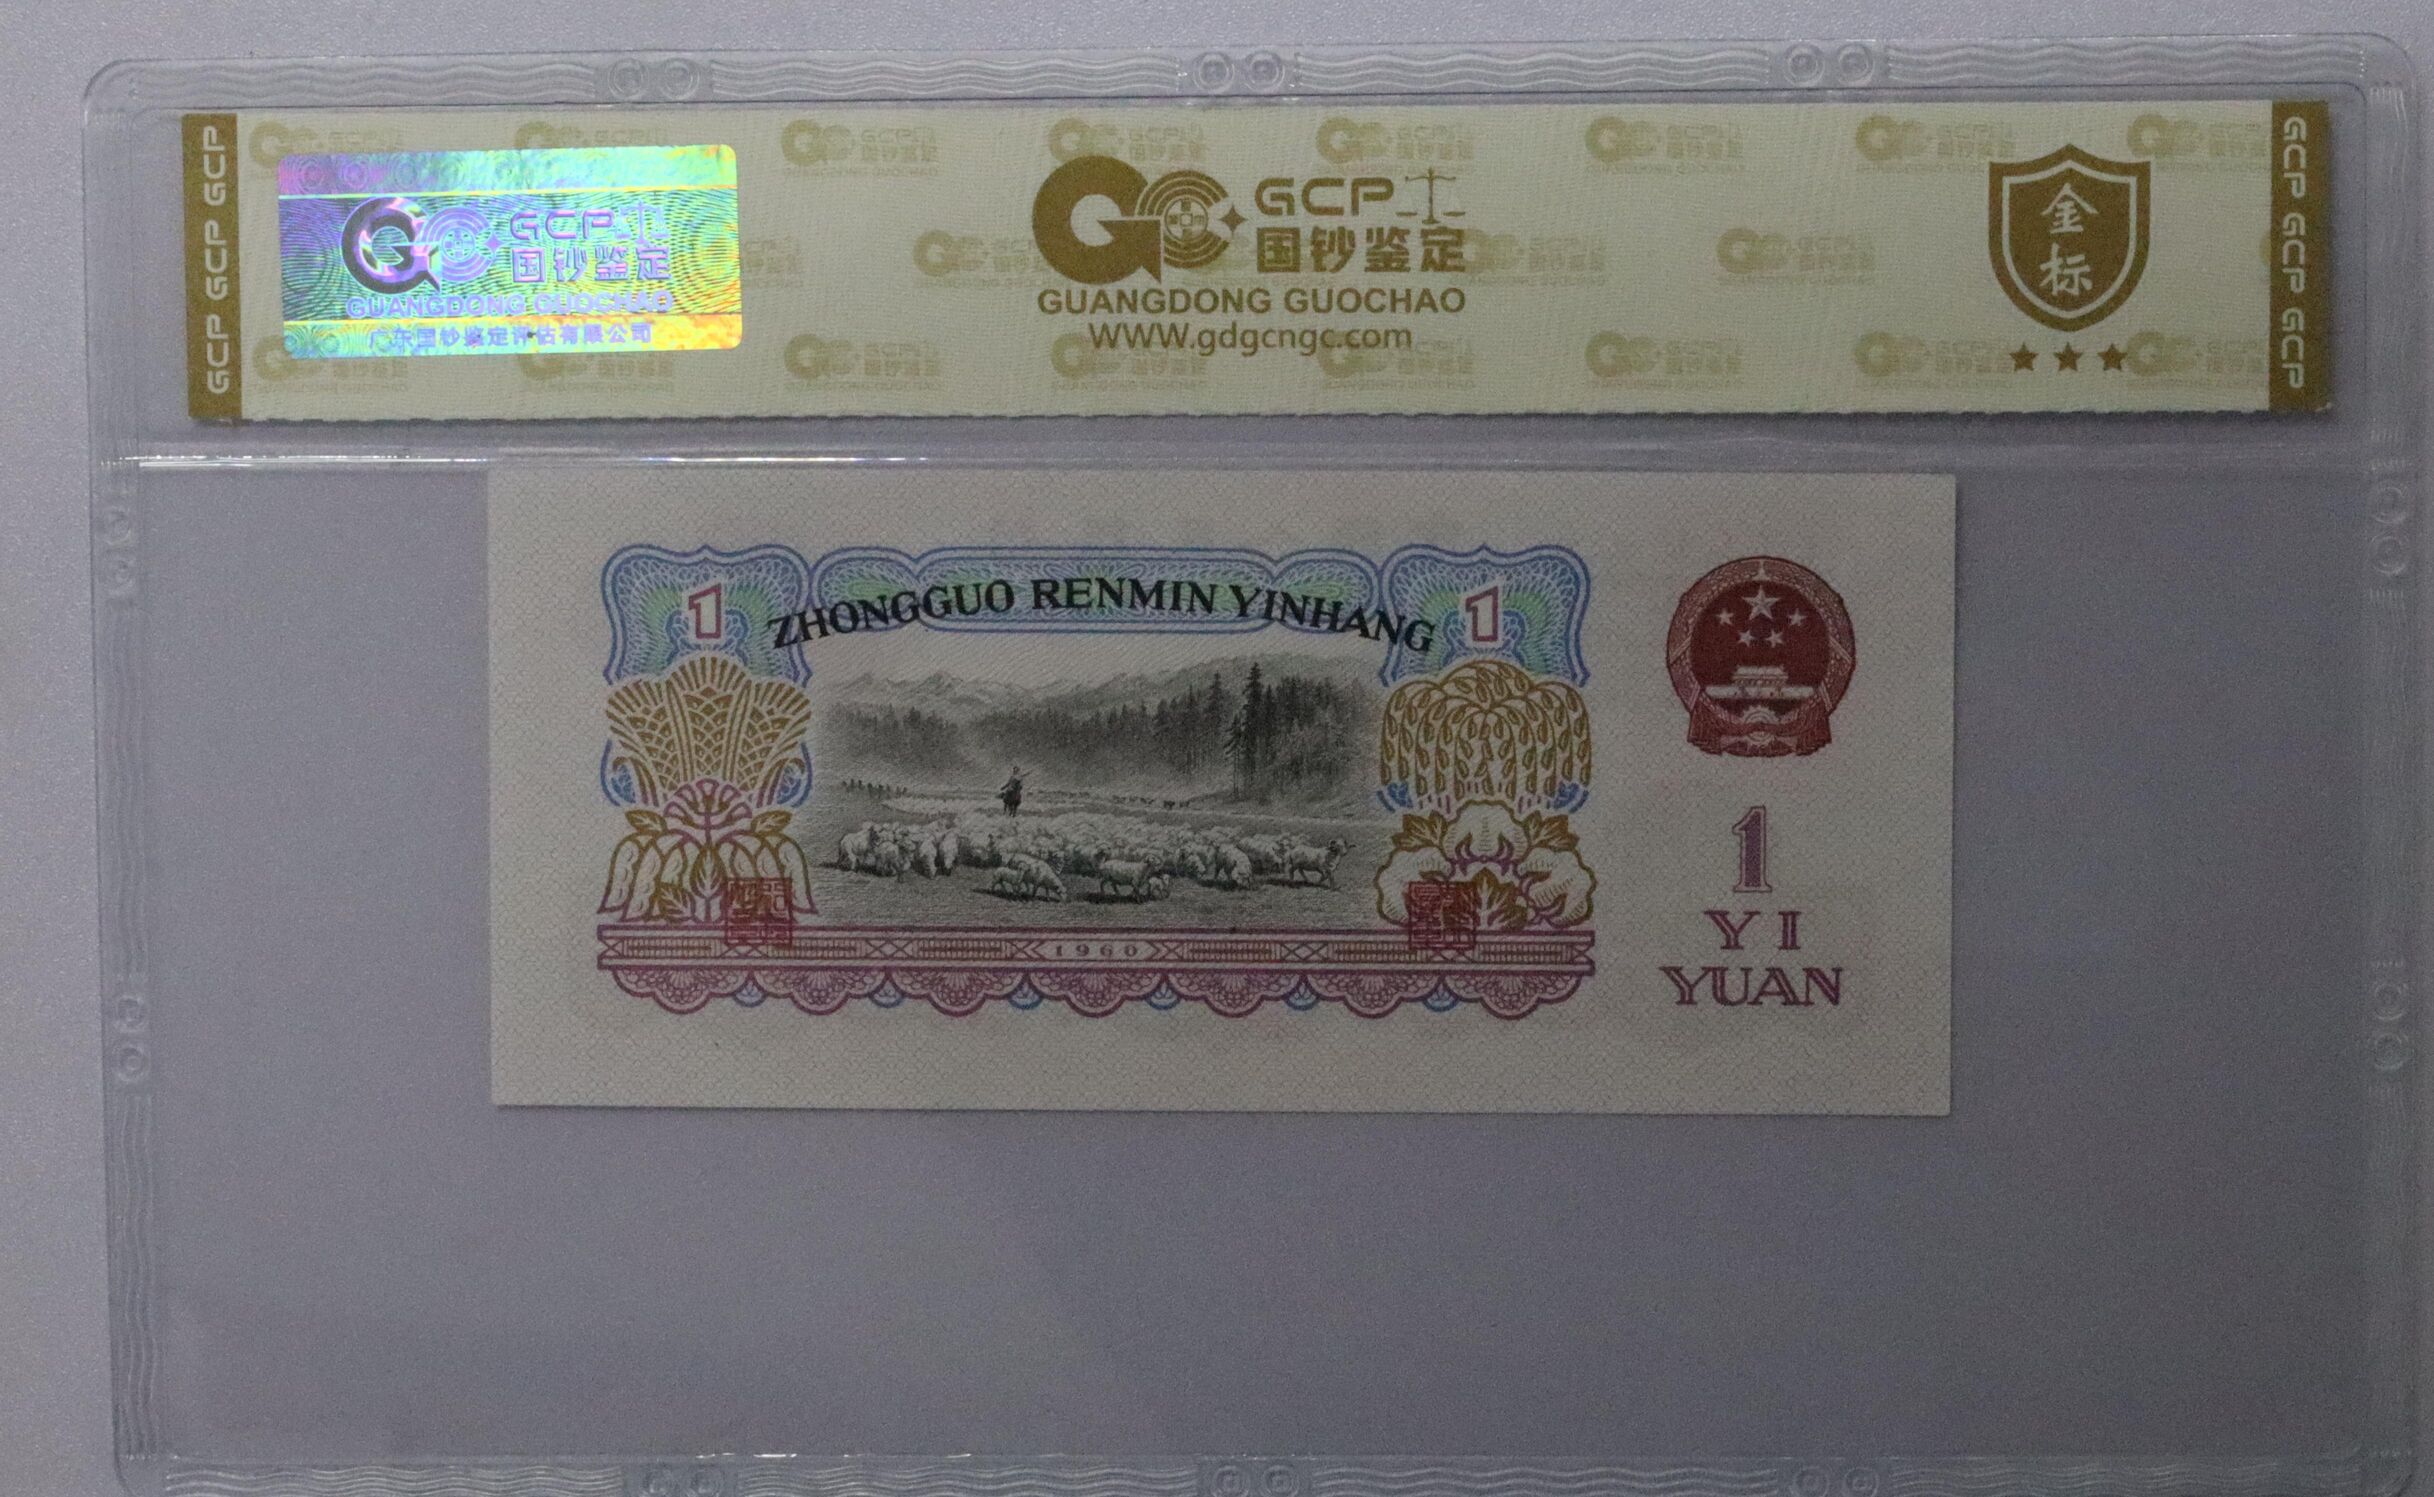 GCP GCP GCP
GCP 国钞鉴定
GUANGDONG GUOCHAO
广东国钞鉴定评估有限公司
GCP
国钞鉴定
GUANGDONG GUOCHAO
WWW.gdgcngc.com
金标
GCP GCP GCP
ZHONGGUO RENMIN YINHANG
1
1
1960
1
YI
YUAN